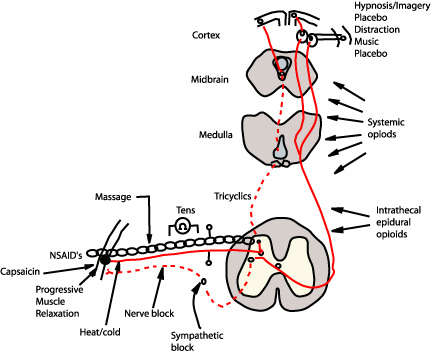 Hypnosis/Imagery
Placebo
Distraction
Music
Placebo
Cortex
Midbrain
Medulla
Systemic
opiods
Tricyclics
Massage
Tens
Intrathecal
epidural
opioids
NSAID's
Capsaicin
Progressive
Muscle
Relaxation
Heat/cold
Nerve block
Sympathetic
block